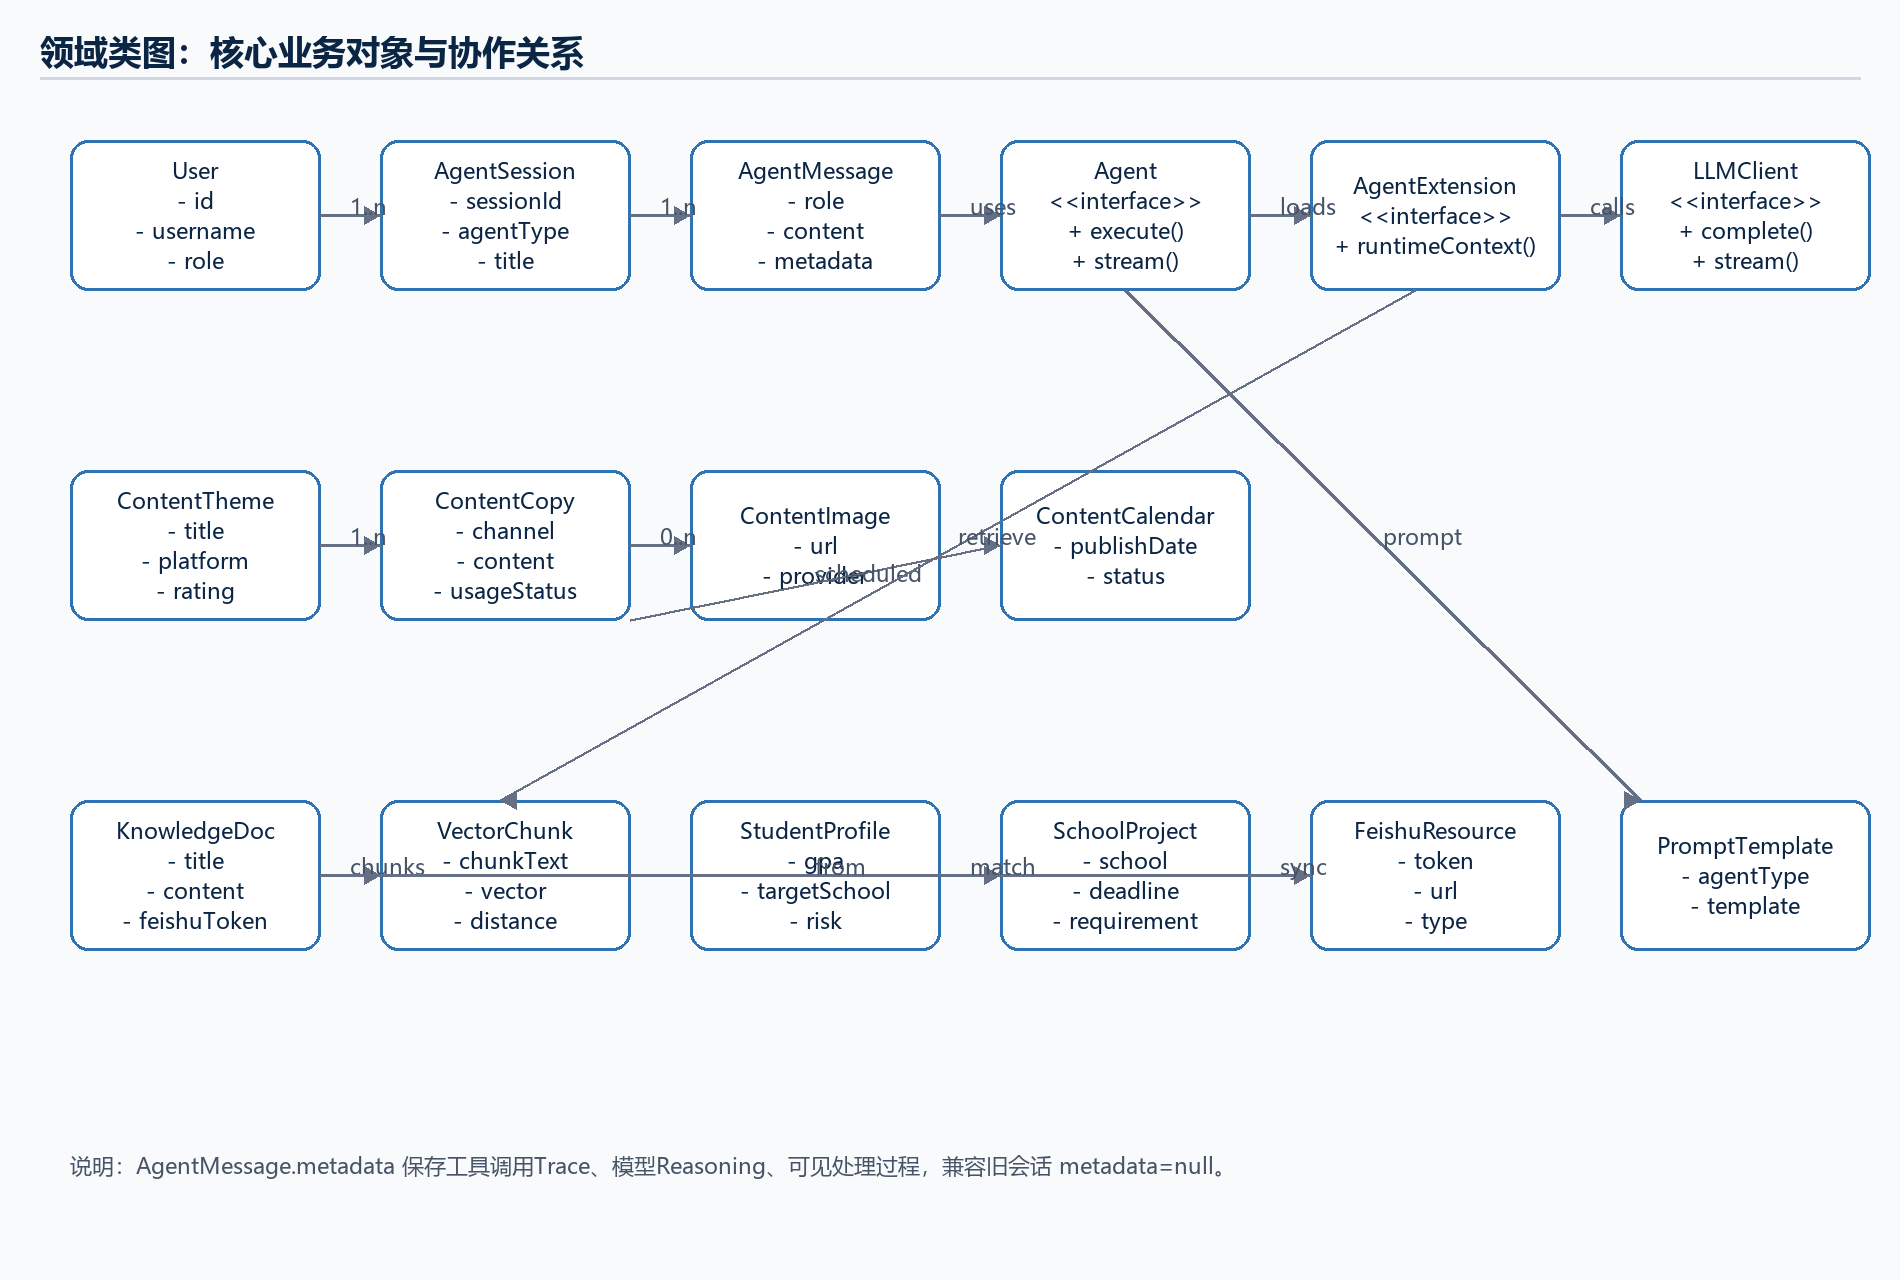 领域类图：核心业务对象与协作关系
User
- id
- username
- role
1..n
AgentSession
- sessionId
- agentType
- title
1..n
AgentMessage
- role
- content
- metadata
uses
Agent
<<interface>>
+ execute()
+ stream()
loads
AgentExtension
<<interface>>
+ runtimeContext()
calls
LLMClient
<<interface>>
+ complete()
+ stream()
ContentTheme
- title
- platform
- rating
1..n
ContentCopy
- channel
- content
- usageStatus
0..n
ContentImage
- url
- provider
scheduled
retrieve
ContentCalendar
- publishDate
- status
prompt
KnowledgeDoc
- title
- content
- feishuToken
chunks
VectorChunk
- chunkText
- vector
- distance
StudentProfile
- gpa
- targetSchool
- risk
from
match
SchoolProject
- school
- deadline
- requirement
sync
FeishuResource
- token
- url
- type
PromptTemplate
- agentType
- template
说明：AgentMessage.metadata 保存工具调用Trace、模型Reasoning、可见处理过程，兼容旧会话 metadata=null。